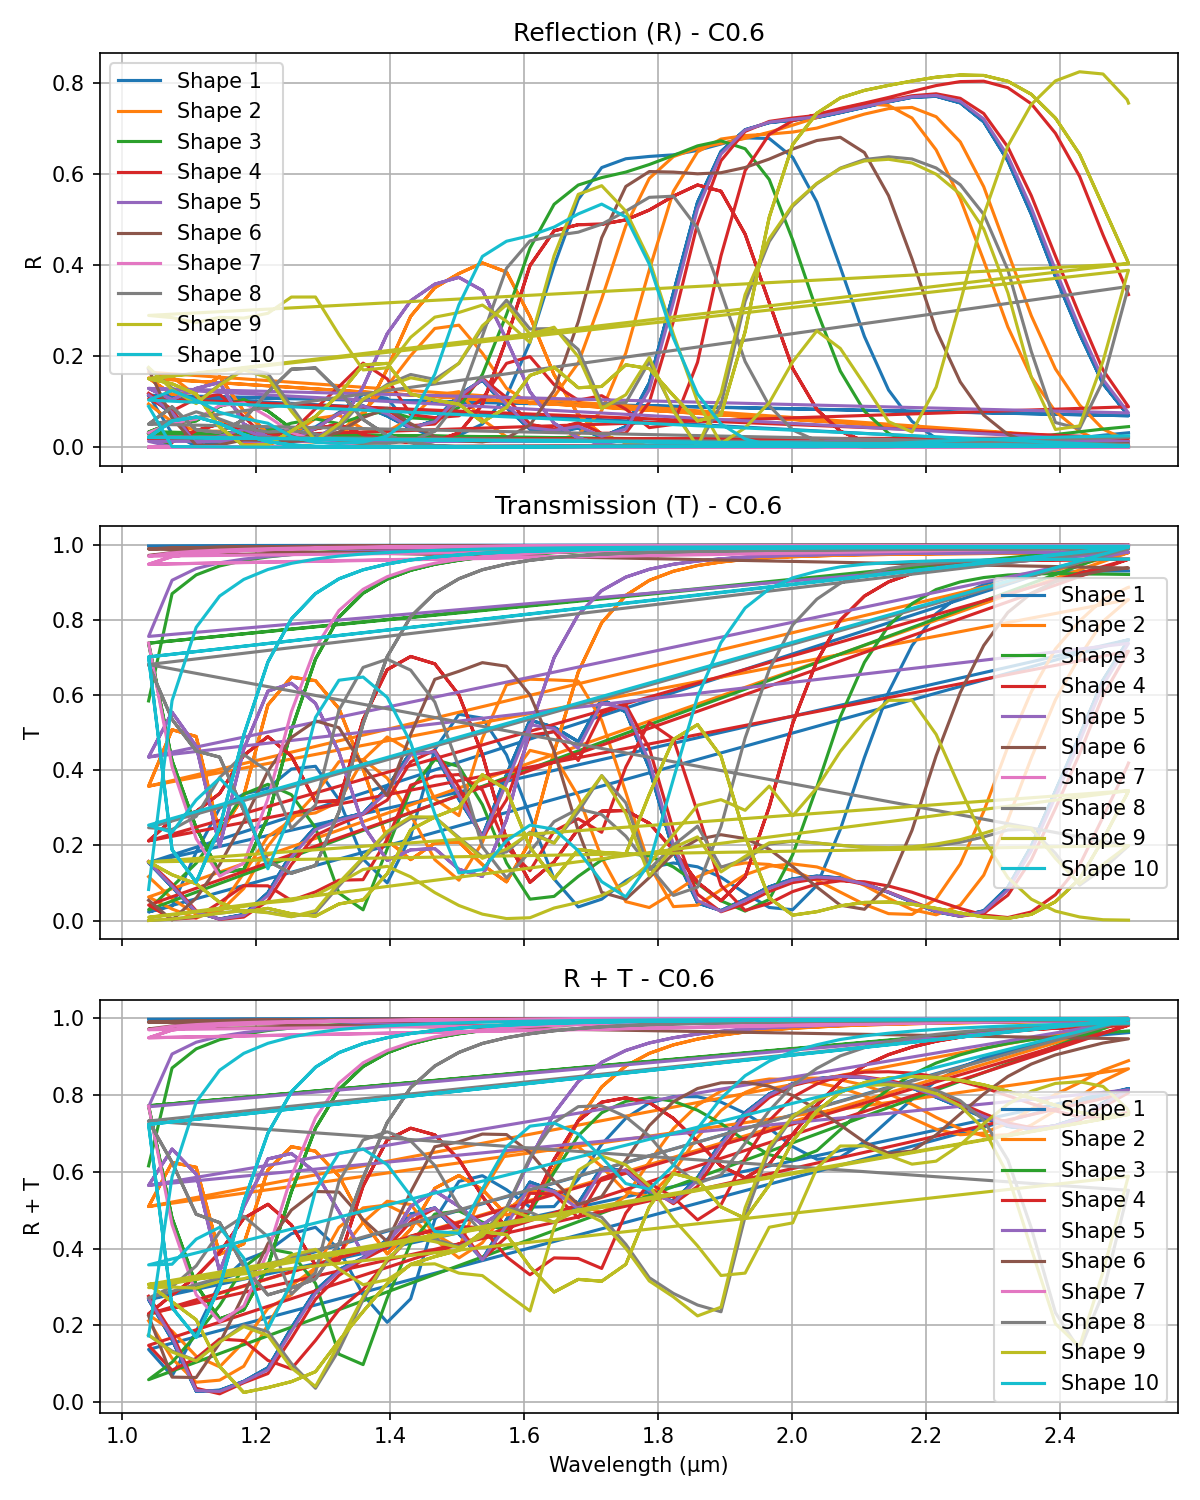 Reflection (R) - C0.6
0.8
0.6
0.4
0.2
0.0
R
Shape 1
Shape 2
Shape 3
Shape 4
Shape 5
Shape 6
Shape 7
Shape 8
Shape 9
Shape 10
Transmission (T) - C0.6
1.0
0.8
0.6
0.4
0.2
0.0
T
Shape 1
Shape 2
Shape 3
Shape 4
Shape 5
Shape 6
Shape 7
Shape 8
Shape 9
Shape 10
R + T - C0.6
1.0
0.8
0.6
0.4
0.2
0.0
R + T
Shape 1
Shape 2
Shape 3
Shape 4
Shape 5
Shape 6
Shape 7
Shape 8
Shape 9
Shape 10
1.0 1.2 1.4 1.6 1.8 2.0 2.2 2.4
Wavelength (μm)